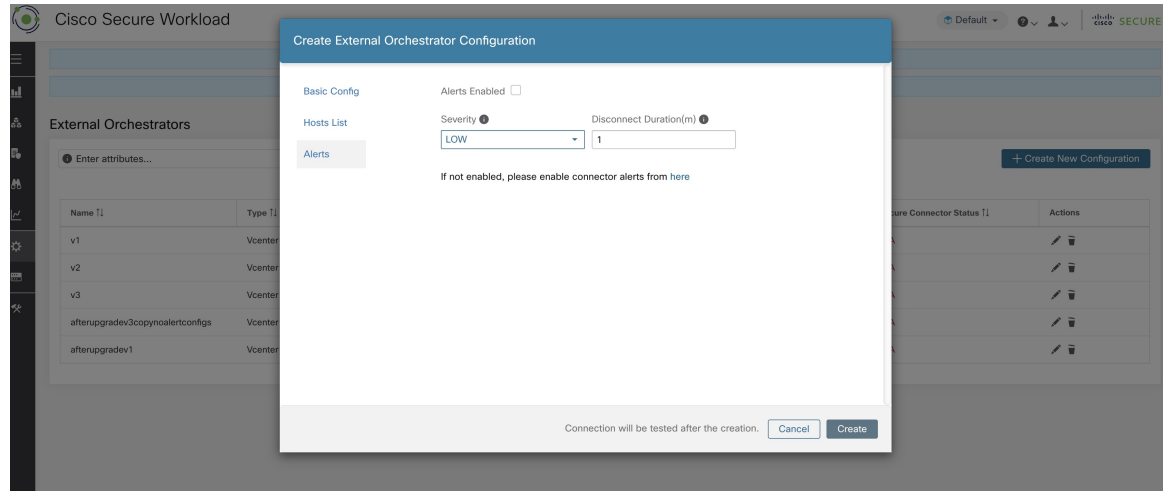 Cisco Secure Workload
Default
cisco SECURE
Create External Orchestrator Configuration
Basic Config
Hosts List
Alerts
Alerts Enabled
Severity
Disconnect Duration(m)
LOW
1
If not enabled, please enable connector alerts from here
External Orchestrators
Enter attributes...
+ Create New Configuration
Name
Type
cure Connector Status
Actions
v1
Vcenter
v2
Vcenter
v3
Vcenter
afterupgradev3copynoalertconfigs
Vcenter
afterupgradev1
Vcenter
Connection will be tested after the creation.
Cancel
Create